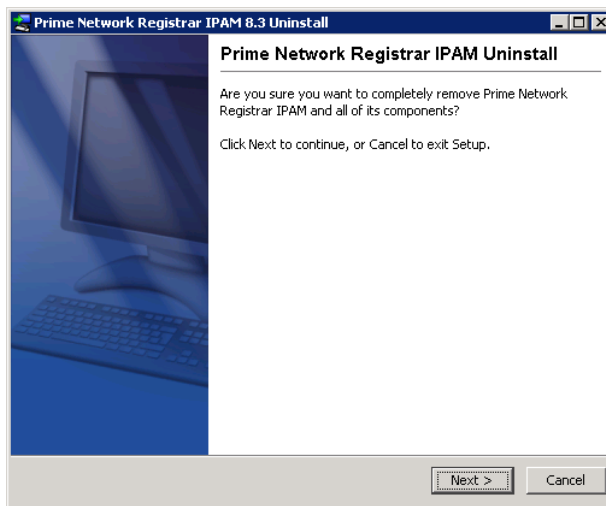 Prime Network Registrar IPAM 8.3 Uninstall
Prime Network Registrar IPAM Uninstall
Are you sure you want to completely remove Prime Network
Registrar IPAM and all of its components?
Click Next to continue, or Cancel to exit Setup.
Next >
Cancel